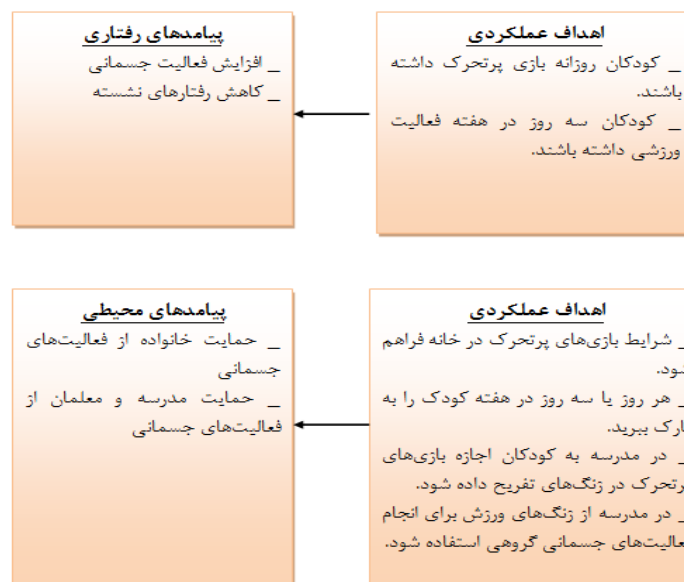 اهداف عملکردی
_ کودکان روزانه بازی پرتحرک داشته
باشند.
_ کودکان سه روز در هفته فعالیت
ورزشی داشته باشند.
پیامدهای رفتاری
_ افزایش فعالیت جسمانی
_ کاهش رفتارهای نشسته
اهداف عملکردی
_ شرایط بازی‌های پرتحرک در خانه فراهم
شود.
_ هر روز یا سه روز در هفته کودک را به
پارک ببرید.
_ در مدرسه به کودکان اجازه بازی‌های
پرتحرک در زنگ‌های تفریح داده شود.
_ در مدرسه از زنگ‌های ورزش برای انجام
فعالیت‌های جسمانی گروهی استفاده شود.
پیامدهای محیطی
_ حمایت خانواده از فعالیت‌های
جسمانی
_ حمایت مدرسه و معلمان از
فعالیت‌های جسمانی